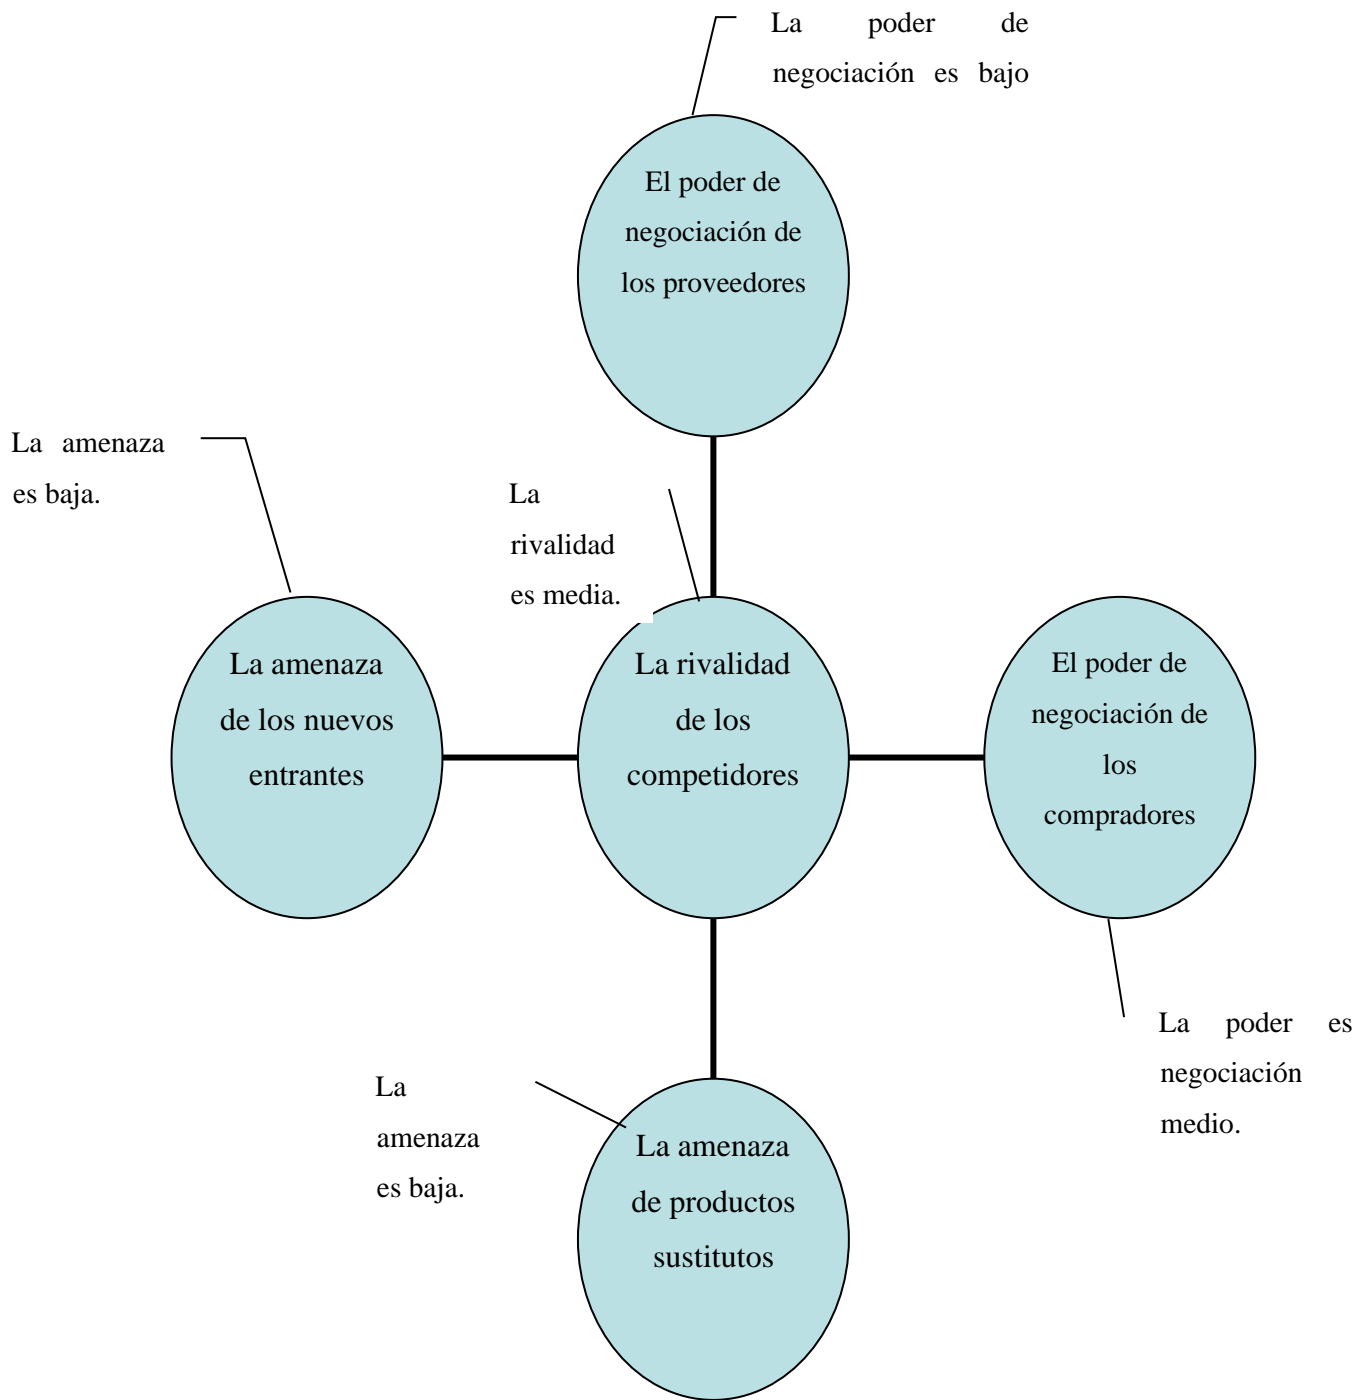 La poder de
negociación es bajo
El poder de
negociación de
los proveedores
La amenaza
es baja.
La
rivalidad
es media.
La amenaza
de los nuevos
entrantes
La rivalidad
de los
competidores
El poder de
negociación de
los
compradores
La poder es
negociación
medio.
La
amenaza
es baja.
La amenaza
de productos
sustitutos